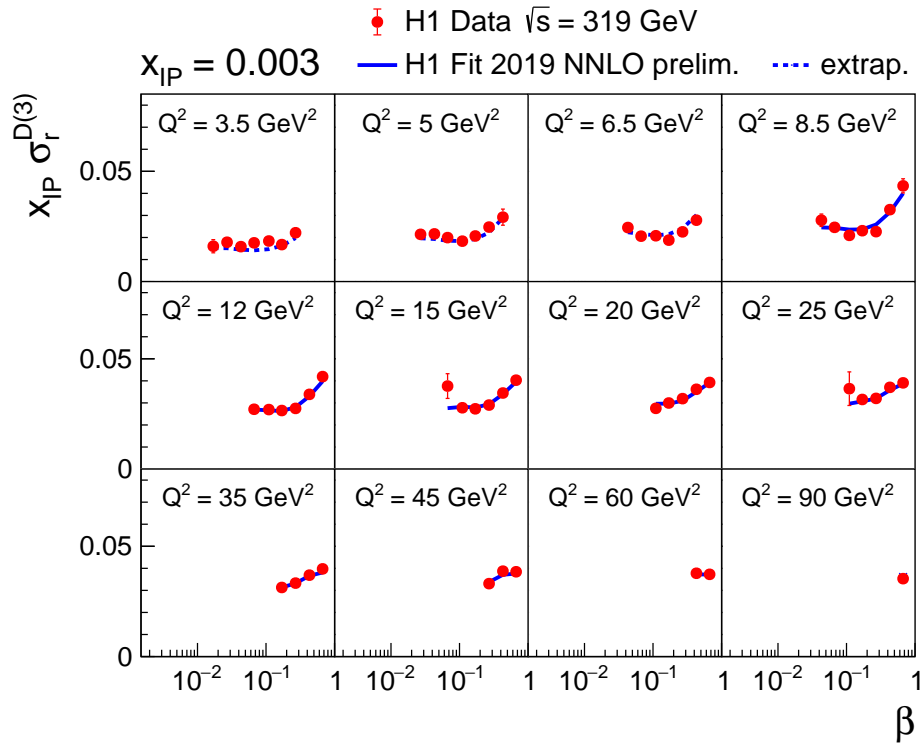 H1 Data √s = 319 GeV
x_IP = 0.003
H1 Fit 2019 NNLO prelim.
extrap.
x_IP σ_r^D(3)
Q² = 3.5 GeV²
Q² = 5 GeV²
Q² = 6.5 GeV²
Q² = 8.5 GeV²
0.05
0
Q² = 12 GeV²
Q² = 15 GeV²
Q² = 20 GeV²
Q² = 25 GeV²
0.05
0
Q² = 35 GeV²
Q² = 45 GeV²
Q² = 60 GeV²
Q² = 90 GeV²
0.05
0
10⁻² 10⁻¹ 1 10⁻² 10⁻¹ 1 10⁻² 10⁻¹ 1 10⁻² 10⁻¹ 1
β